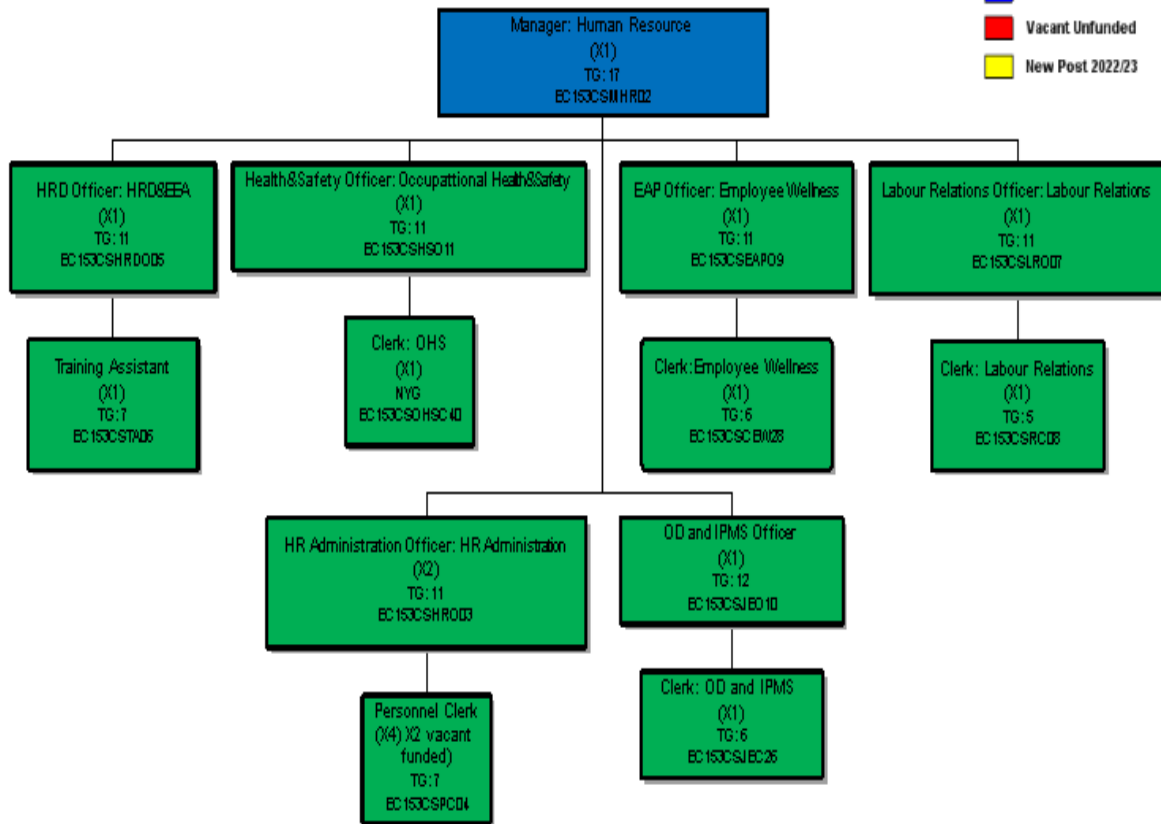 Vacant Unfunded
New Post 2022/23
Manager: Human Resource
(X1)
TG: 17
EC153CSMHR02
HRD Officer: HRD&EEA
(X1)
TG: 11
EC153CSHRDO05
Health&Safety Officer: Occupattional Health&Safety
(X1)
TG: 11
EC153CSHSO11
EAP Officer: Employee Wellness
(X1)
TG: 11
EC153CSEAPO9
Labour Relations Officer: Labour Relations
(X1)
TG: 11
EC153CSLRO07
Training Assistant
(X1)
TG: 7
EC153CSTA06
Clerk: OHS
(X1)
NYG
EC153CSOHSC40
Clerk:Employee Wellness
(X1)
TG: 6
EC153CSCEW28
Clerk: Labour Relations
(X1)
TG: 5
EC153CSRC08
HR Administration Officer: HR Administration
(X2)
TG: 11
EC153CSHRO03
OD and IPMS Officer
(X1)
TG: 12
EC153CSJEO10
Personnel Clerk
(X4) X2 vacant
funded)
TG: 7
EC153CSPC04
Clerk: OD and IPMS
(X1)
TG: 6
EC153CSJEC26